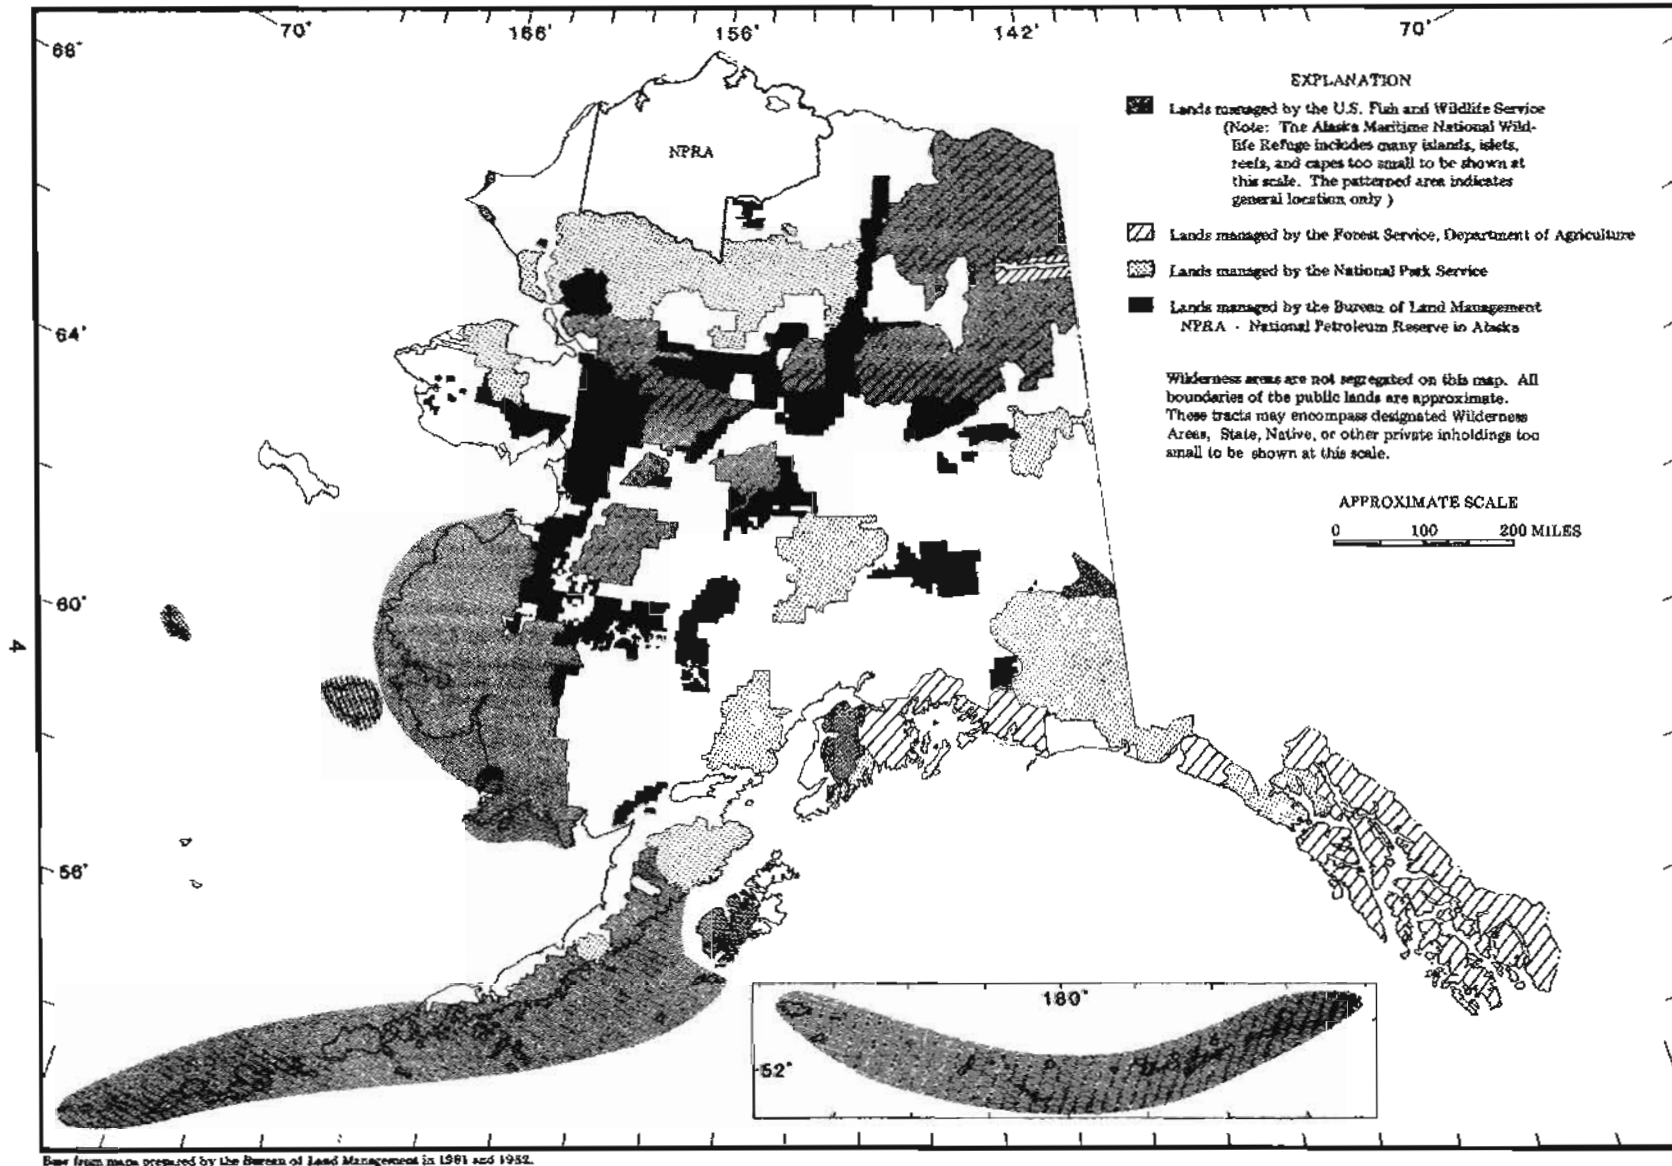 70° 166° 156° 142° 70°
68°
64°
60°
56°
4
NPRA
EXPLANATION
Lands managed by the U.S. Fish and Wildlife Service
(Note: The Alaska Maritime National Wild-
life Refuge includes many islands, islets,
reefs, and capes too small to be shown at
this scale. The patterned area indicates
general location only )
Lands managed by the Forest Service, Department of Agriculture
Lands managed by the National Park Service
Lands managed by the Bureau of Land Management
NPRA - National Petroleum Reserve in Alaska
Wilderness areas are not segregated on this map. All
boundaries of the public lands are approximate.
These tracts may encompass designated Wilderness
Areas, State, Native, or other private inholdings too
small to be shown at this scale.
APPROXIMATE SCALE
0 100 200 MILES
180°
52°
Base from maps prepared by the Bureau of Land Management in 1981 and 1982.